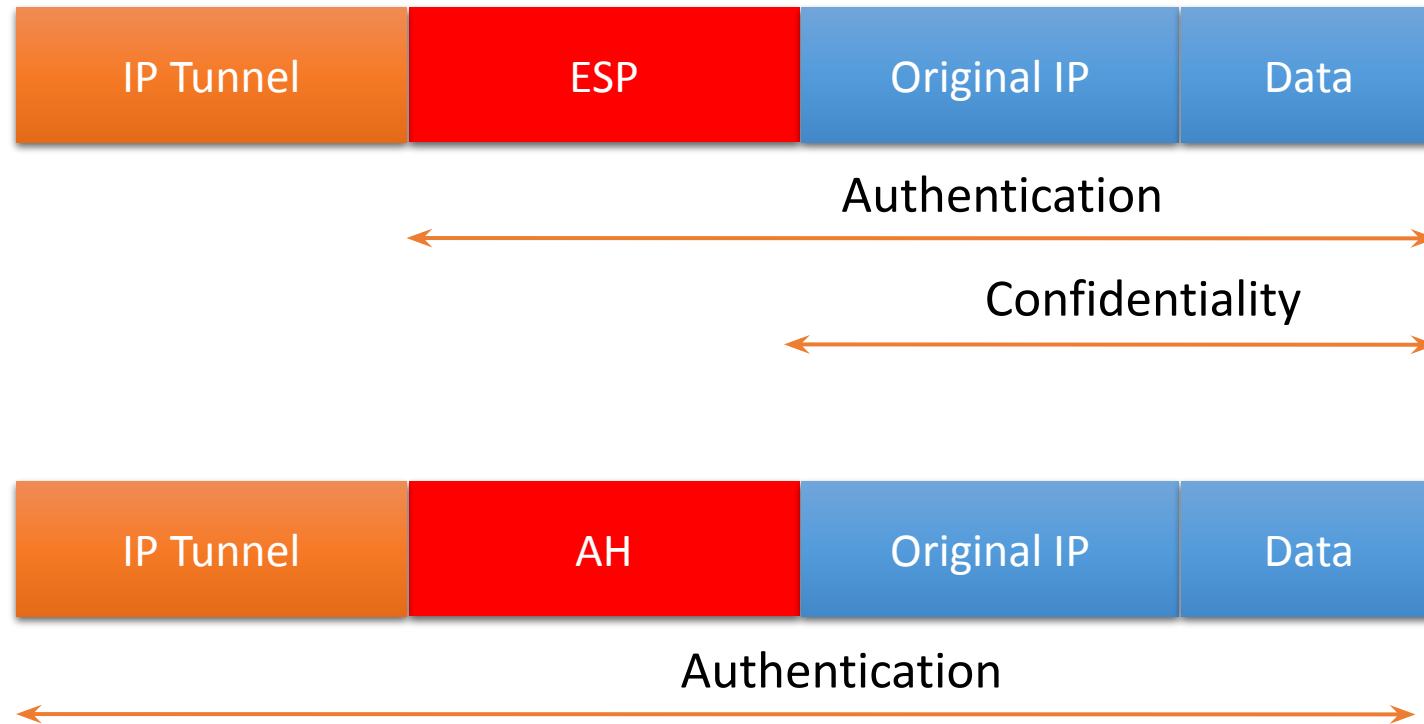 IP Tunnel ESP Original IP Data
Authentication
Confidentiality
IP Tunnel AH Original IP Data
Authentication